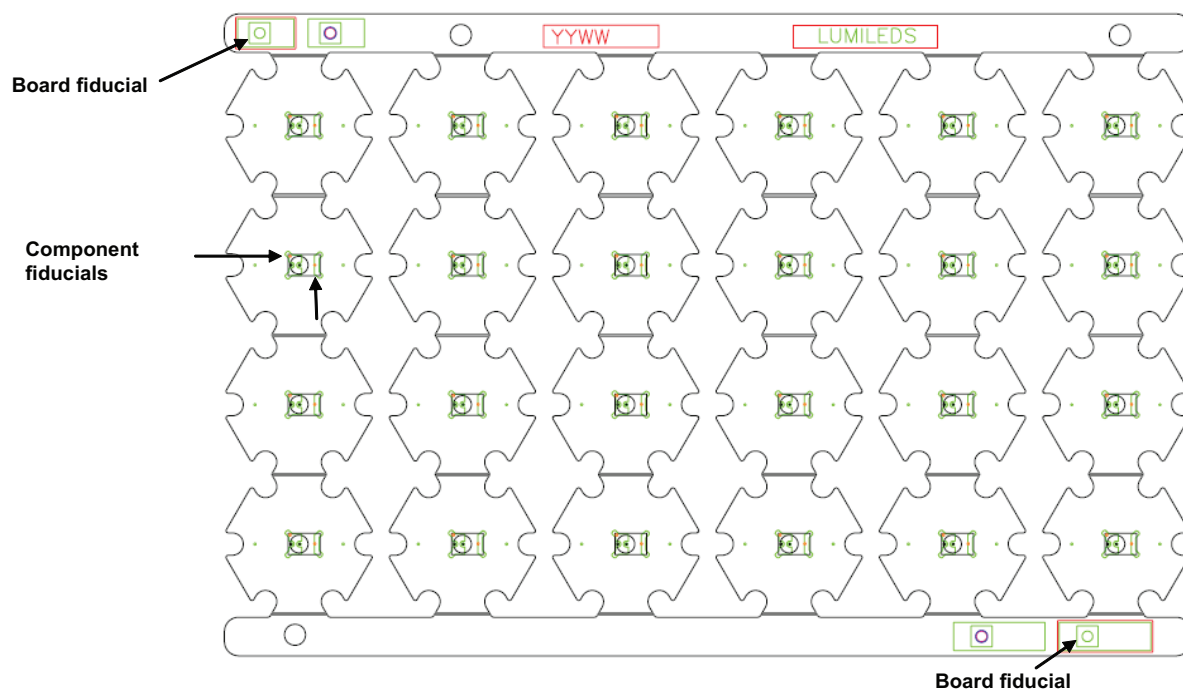 YYWW
LUMILEDS
Board fiducial
Component
fiducials
Board fiducial